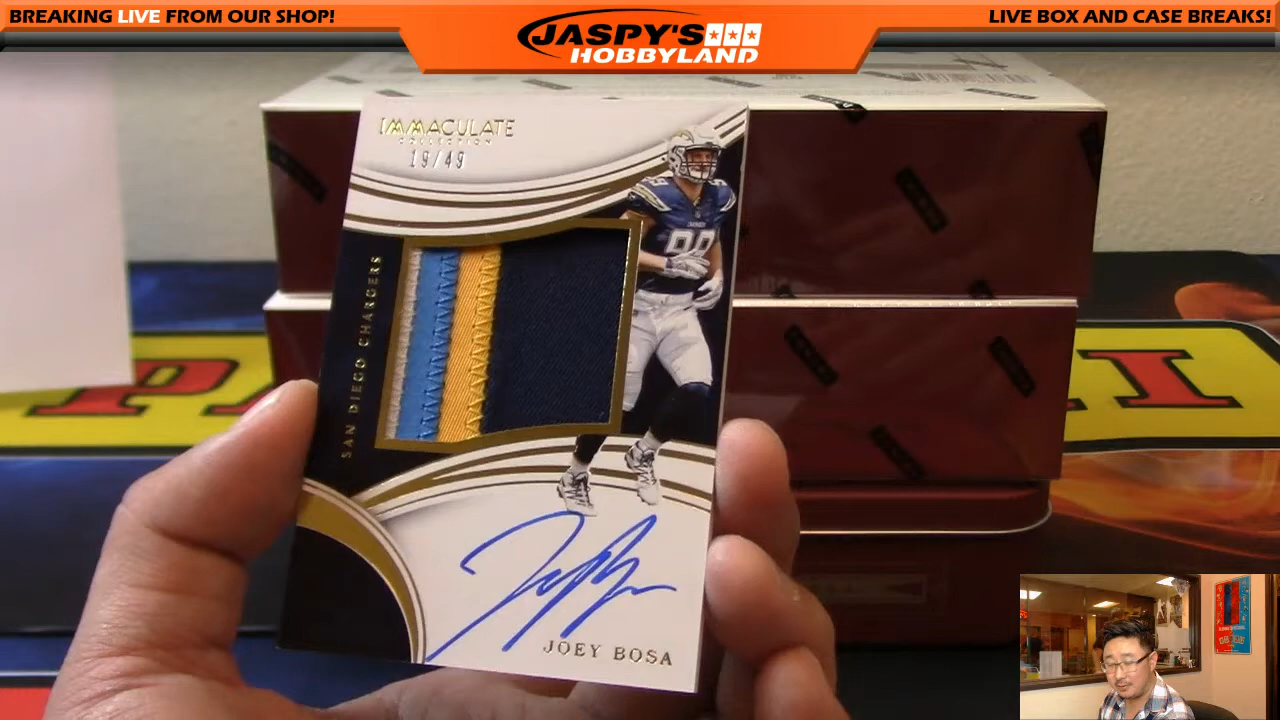 BREAKING LIVE FROM OUR SHOP!
JASPY'S
HOBBYLAND
LIVE BOX AND CASE BREAKS!
IMMACULATE
COLLECTION
19/49
SAN DIEGO CHARGERS
JOEY BOSA